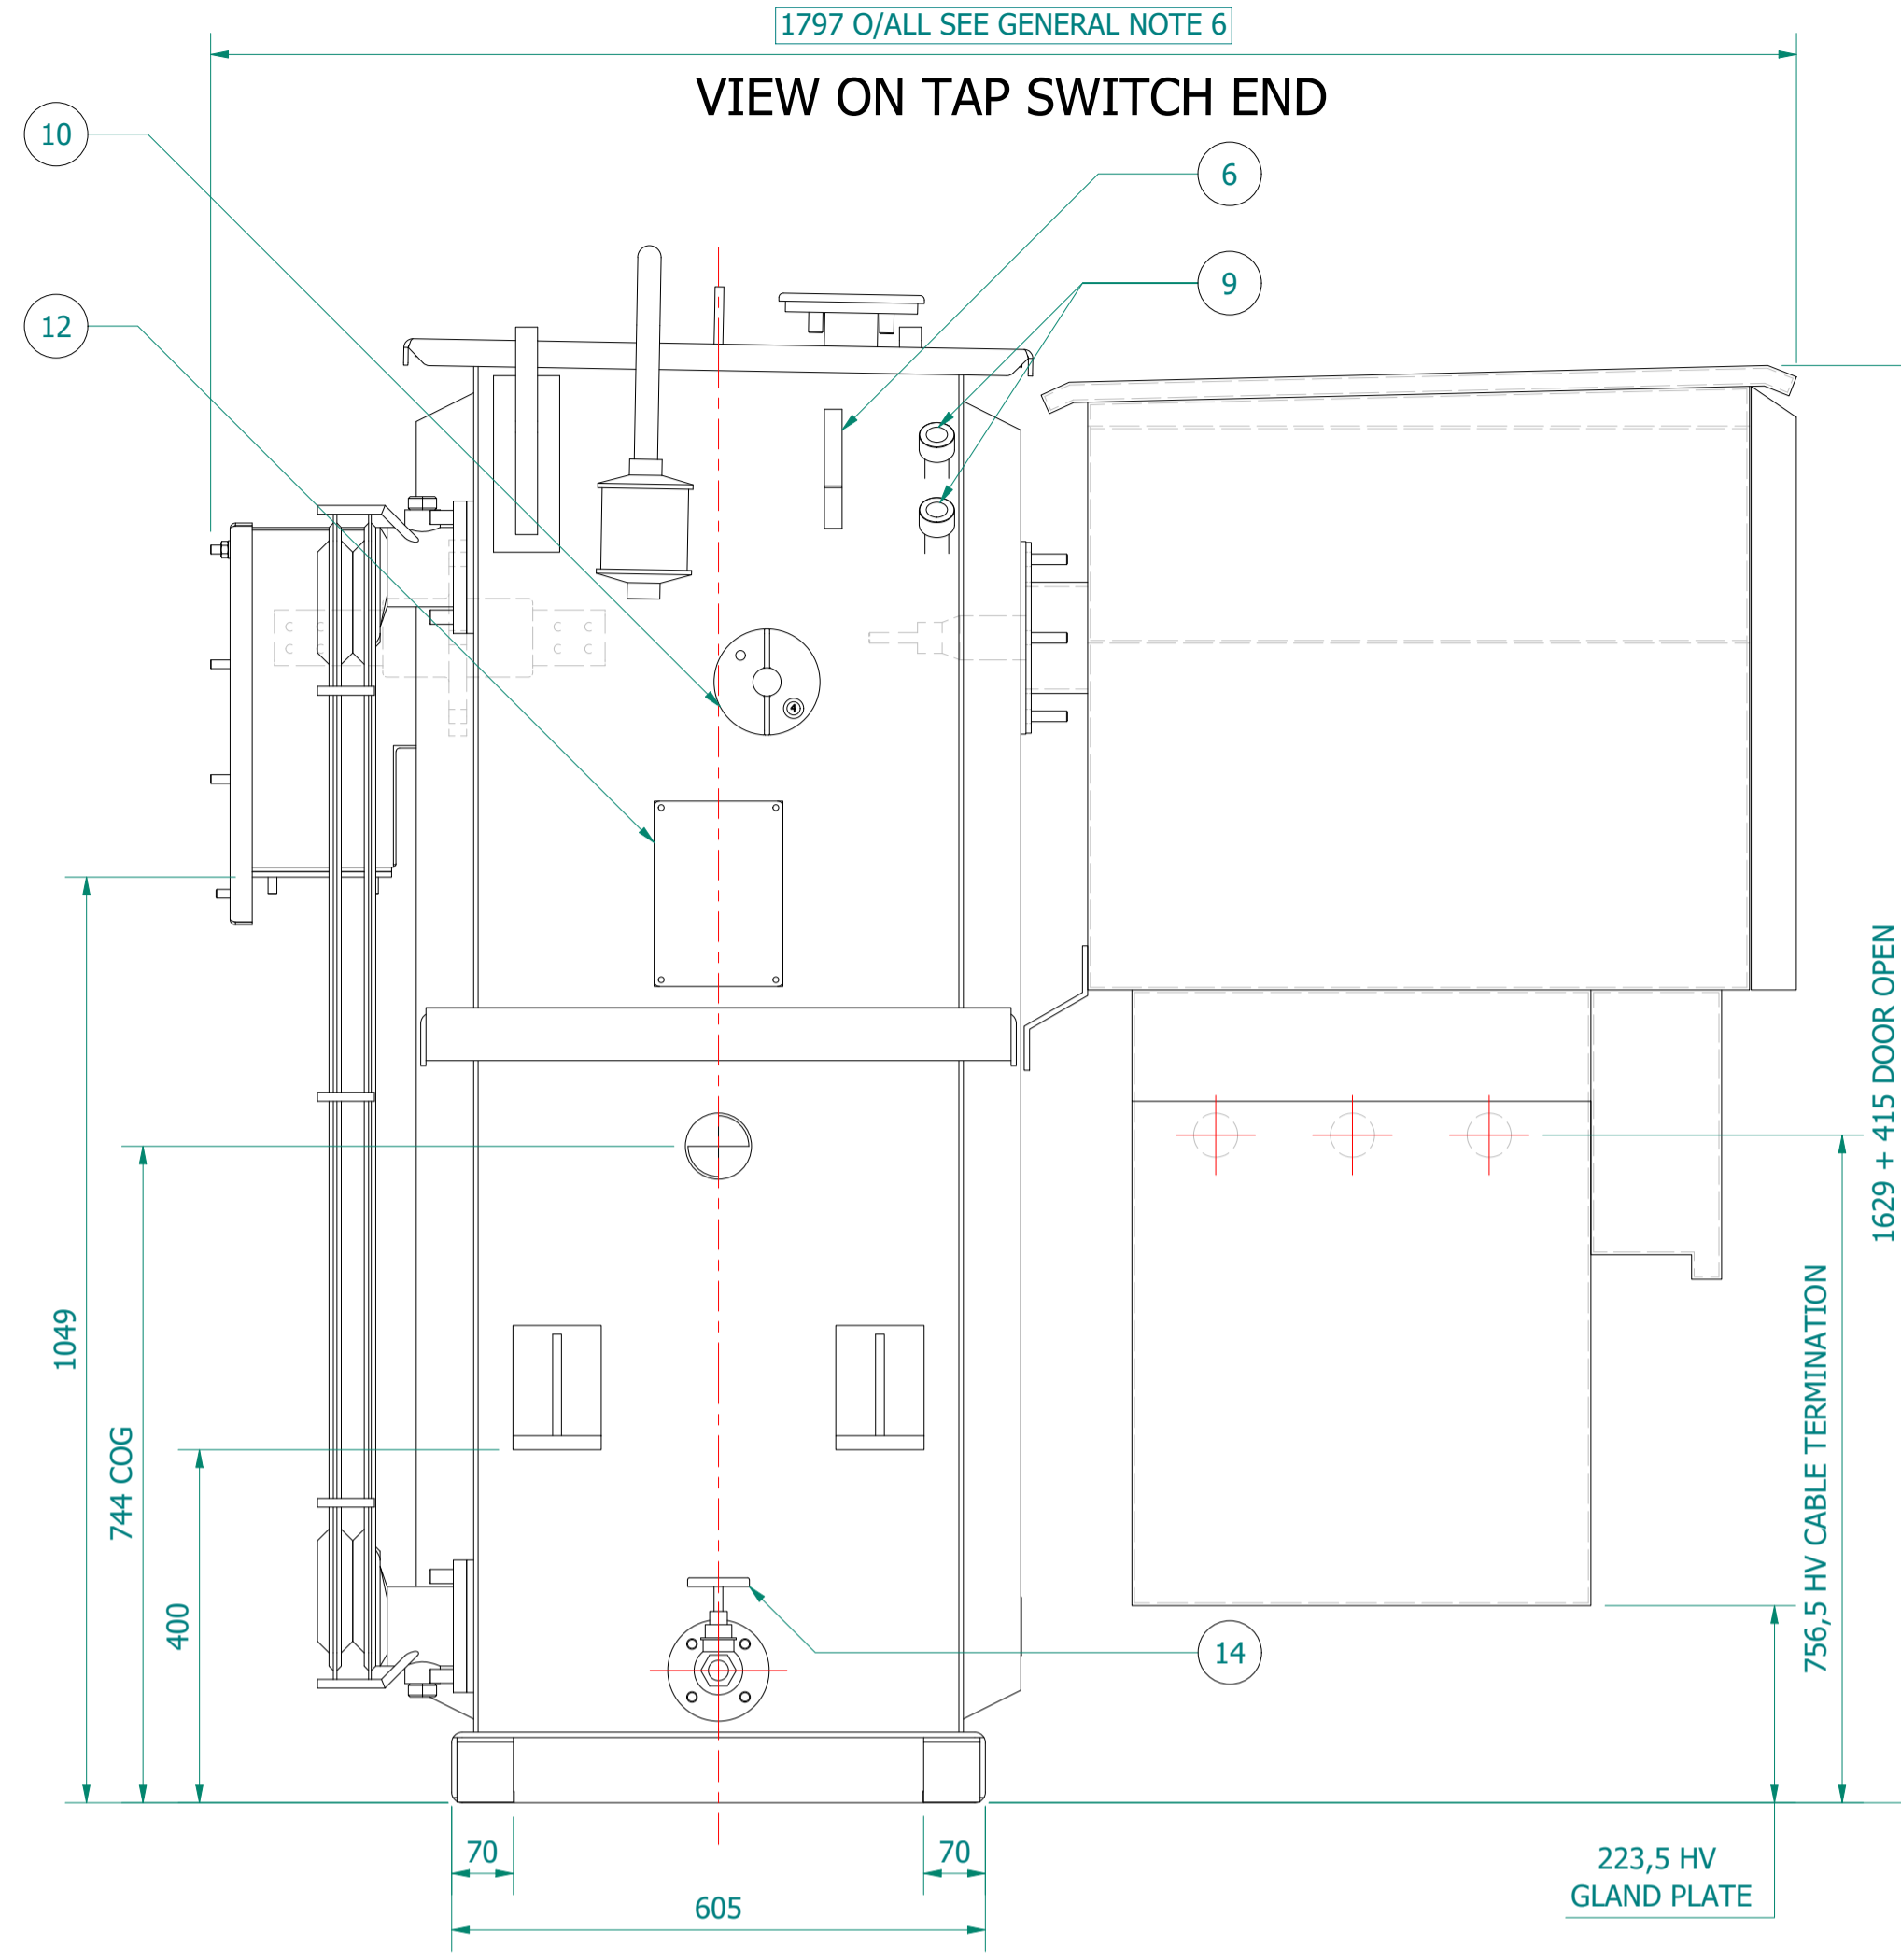 1797 O/ALL SEE GENERAL NOTE 6
VIEW ON TAP SWITCH END
10
6
9
12
4
1629 + 415 DOOR OPEN
756,5 HV CABLE TERMINATION
1049
744 COG
400
14
70
70
605
223,5 HV
GLAND PLATE